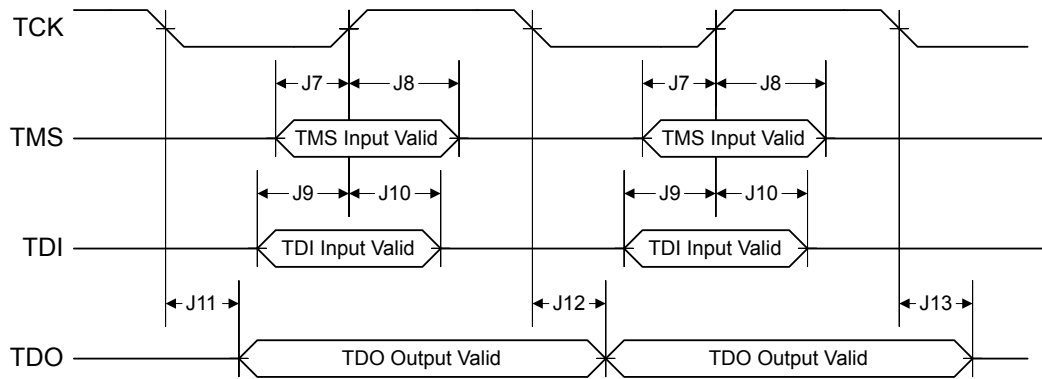 TCK
J7 J8 J7 J8
TMS TMS Input Valid TMS Input Valid
J9 J10 J9 J10
TDI TDI Input Valid TDI Input Valid
J11 J12 J13
TDO TDO Output Valid TDO Output Valid